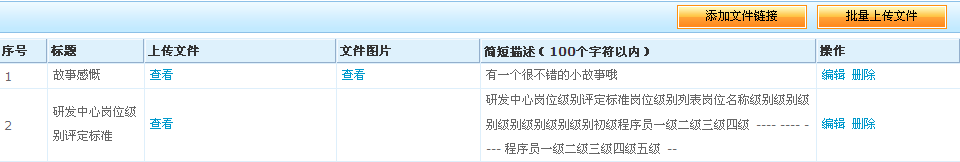 添加文件链接 批量上传文件
序号 标题 上传文件 文件图片 简短描述（100个字符以内） 操作
1 故事感慨 查看 查看 有一个很不错的小故事哦 编辑 删除
研发中心岗位级别评定标准岗位级别列表岗位名称级别级别级
研发中心岗位级
2 查看 别级别级别级别级别初级程序员一级二级三级四级 ---- ---- - 编辑 删除
别评定标准
--- 程序员一级二级三级四级五级 --